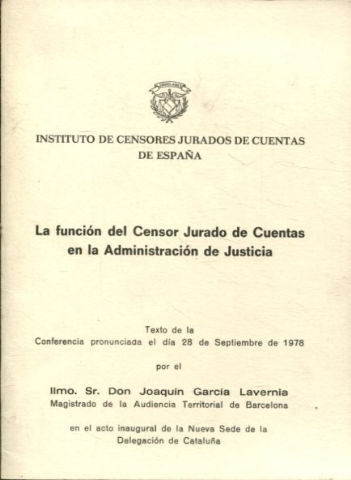 INSTITUTO DE CENSORES JURADOS DE CUENTAS
DE ESPAÑA
La función del Censor Jurado de Cuentas
en la Administración de Justicia
Texto de la
Conferencia pronunciada el día 28 de Septiembre de 1978
por el
Ilmo. Sr. Don Joaquín García Lavernia
Magistrado de la Audiencia Territorial de Barcelona
en el acto inaugural de la Nueva Sede de la
Delegación de Cataluña